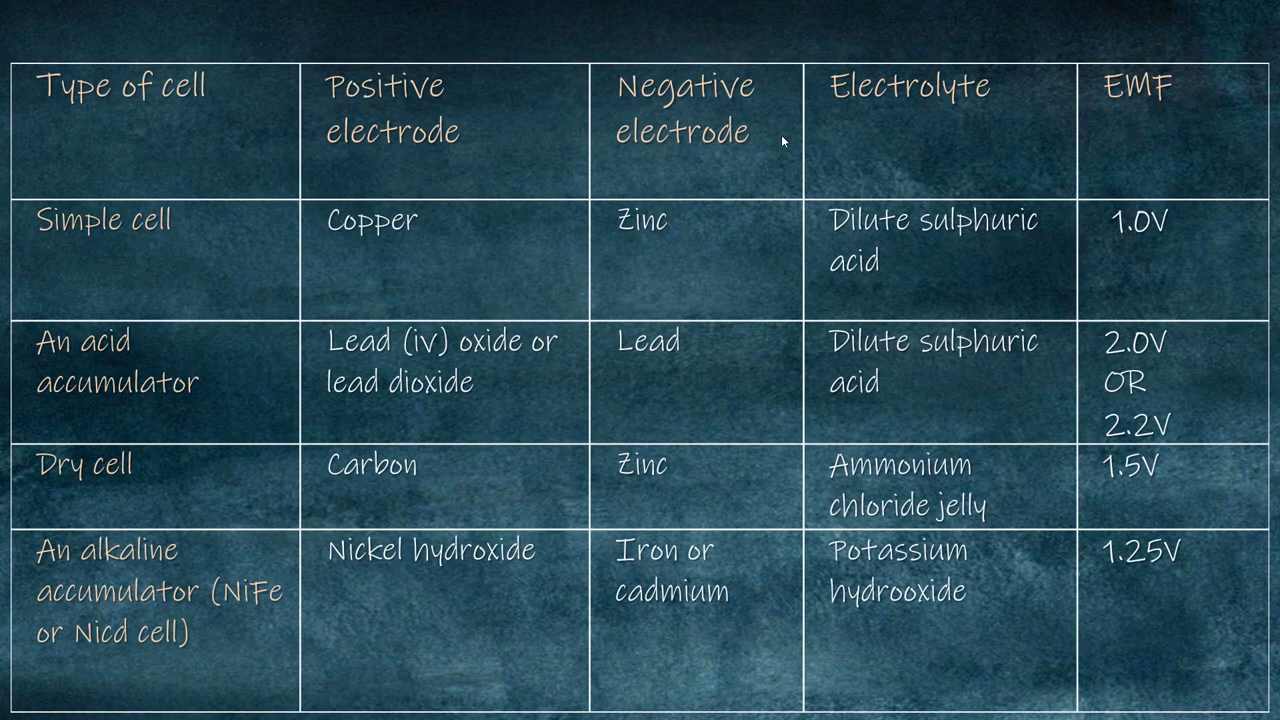 Type of cell
Positive
electrode
Negative
electrode
Electrolyte
EMF
Simple cell
Copper
Zinc
Dilute sulphuric
acid
1.0V
An acid
accumulator
Lead (iv) oxide or
lead dioxide
Lead
Dilute sulphuric
acid
2.0V
OR
2.2V
Dry cell
Carbon
Zinc
Ammonium
chloride jelly
1.5V
An alkaline
accumulator (NiFe
or Nicd cell)
Nickel hydroxide
Iron or
cadmium
Potassium
hydrooxide
1.25V